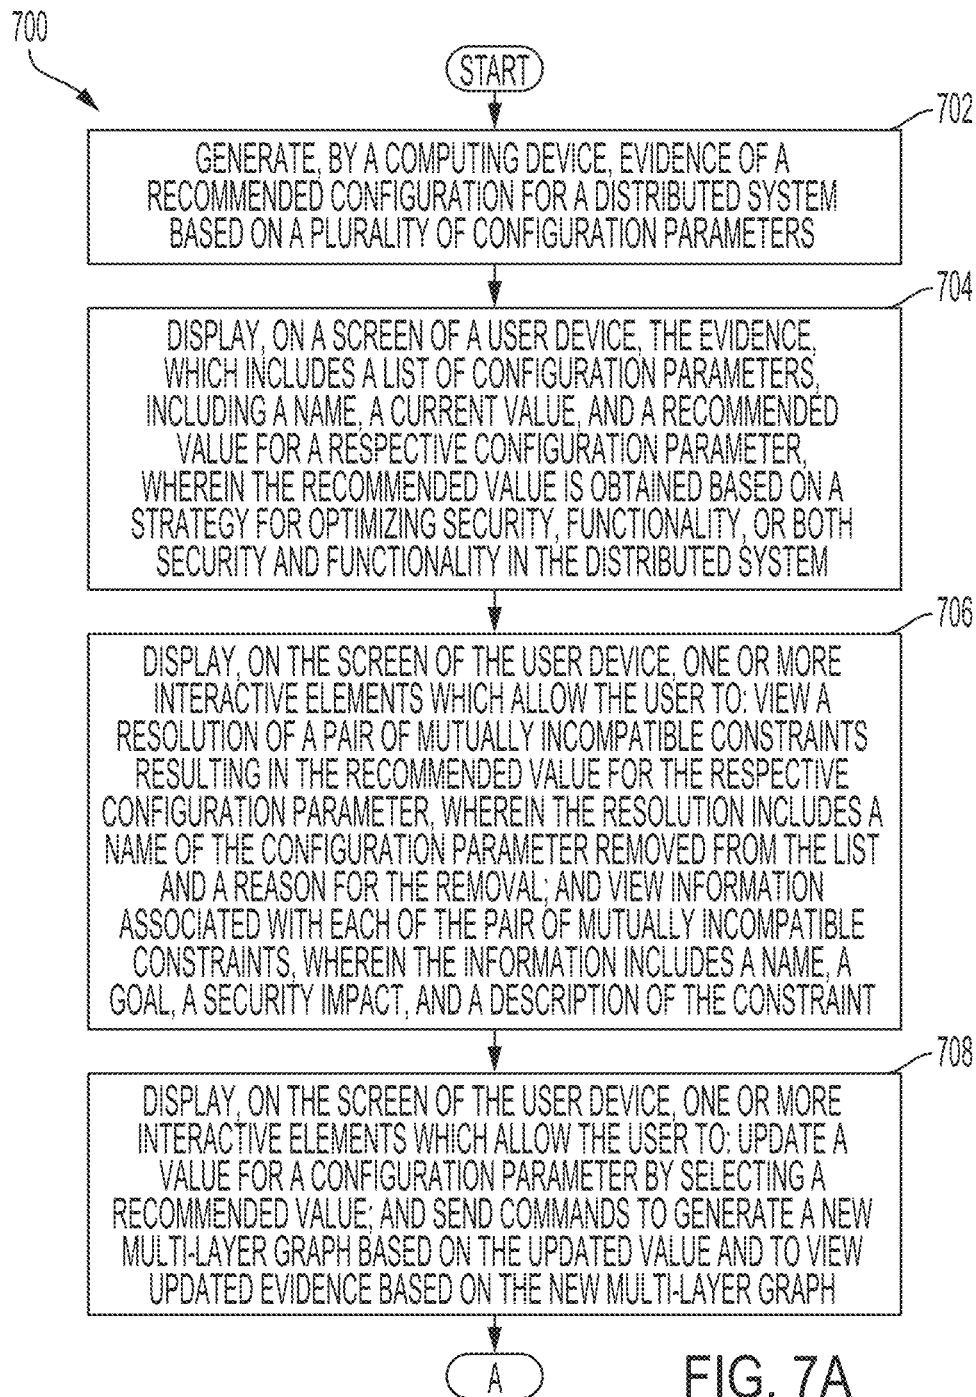 700
START
702
GENERATE, BY A COMPUTING DEVICE, EVIDENCE OF A
RECOMMENDED CONFIGURATION FOR A DISTRIBUTED SYSTEM
BASED ON A PLURALITY OF CONFIGURATION PARAMETERS
704
DISPLAY, ON A SCREEN OF A USER DEVICE, THE EVIDENCE,
WHICH INCLUDES A LIST OF CONFIGURATION PARAMETERS,
INCLUDING A NAME, A CURRENT VALUE, AND A RECOMMENDED
VALUE FOR A RESPECTIVE CONFIGURATION PARAMETER,
WHEREIN THE RECOMMENDED VALUE IS OBTAINED BASED ON A
STRATEGY FOR OPTIMIZING SECURITY, FUNCTIONALITY, OR BOTH
SECURITY AND FUNCTIONALITY IN THE DISTRIBUTED SYSTEM
706
DISPLAY, ON THE SCREEN OF THE USER DEVICE, ONE OR MORE
INTERACTIVE ELEMENTS WHICH ALLOW THE USER TO: VIEW A
RESOLUTION OF A PAIR OF MUTUALLY INCOMPATIBLE CONSTRAINTS
RESULTING IN THE RECOMMENDED VALUE FOR THE RESPECTIVE
CONFIGURATION PARAMETER, WHEREIN THE RESOLUTION INCLUDES A
NAME OF THE CONFIGURATION PARAMETER REMOVED FROM THE LIST
AND A REASON FOR THE REMOVAL; AND VIEW INFORMATION
ASSOCIATED WITH EACH OF THE PAIR OF MUTUALLY INCOMPATIBLE
CONSTRAINTS, WHEREIN THE INFORMATION INCLUDES A NAME, A
GOAL, A SECURITY IMPACT, AND A DESCRIPTION OF THE CONSTRAINT
708
DISPLAY, ON THE SCREEN OF THE USER DEVICE, ONE OR MORE
INTERACTIVE ELEMENTS WHICH ALLOW THE USER TO: UPDATE A
VALUE FOR A CONFIGURATION PARAMETER BY SELECTING A
RECOMMENDED VALUE; AND SEND COMMANDS TO GENERATE A NEW
MULTI-LAYER GRAPH BASED ON THE UPDATED VALUE AND TO VIEW
UPDATED EVIDENCE BASED ON THE NEW MULTI-LAYER GRAPH
A
FIG. 7A